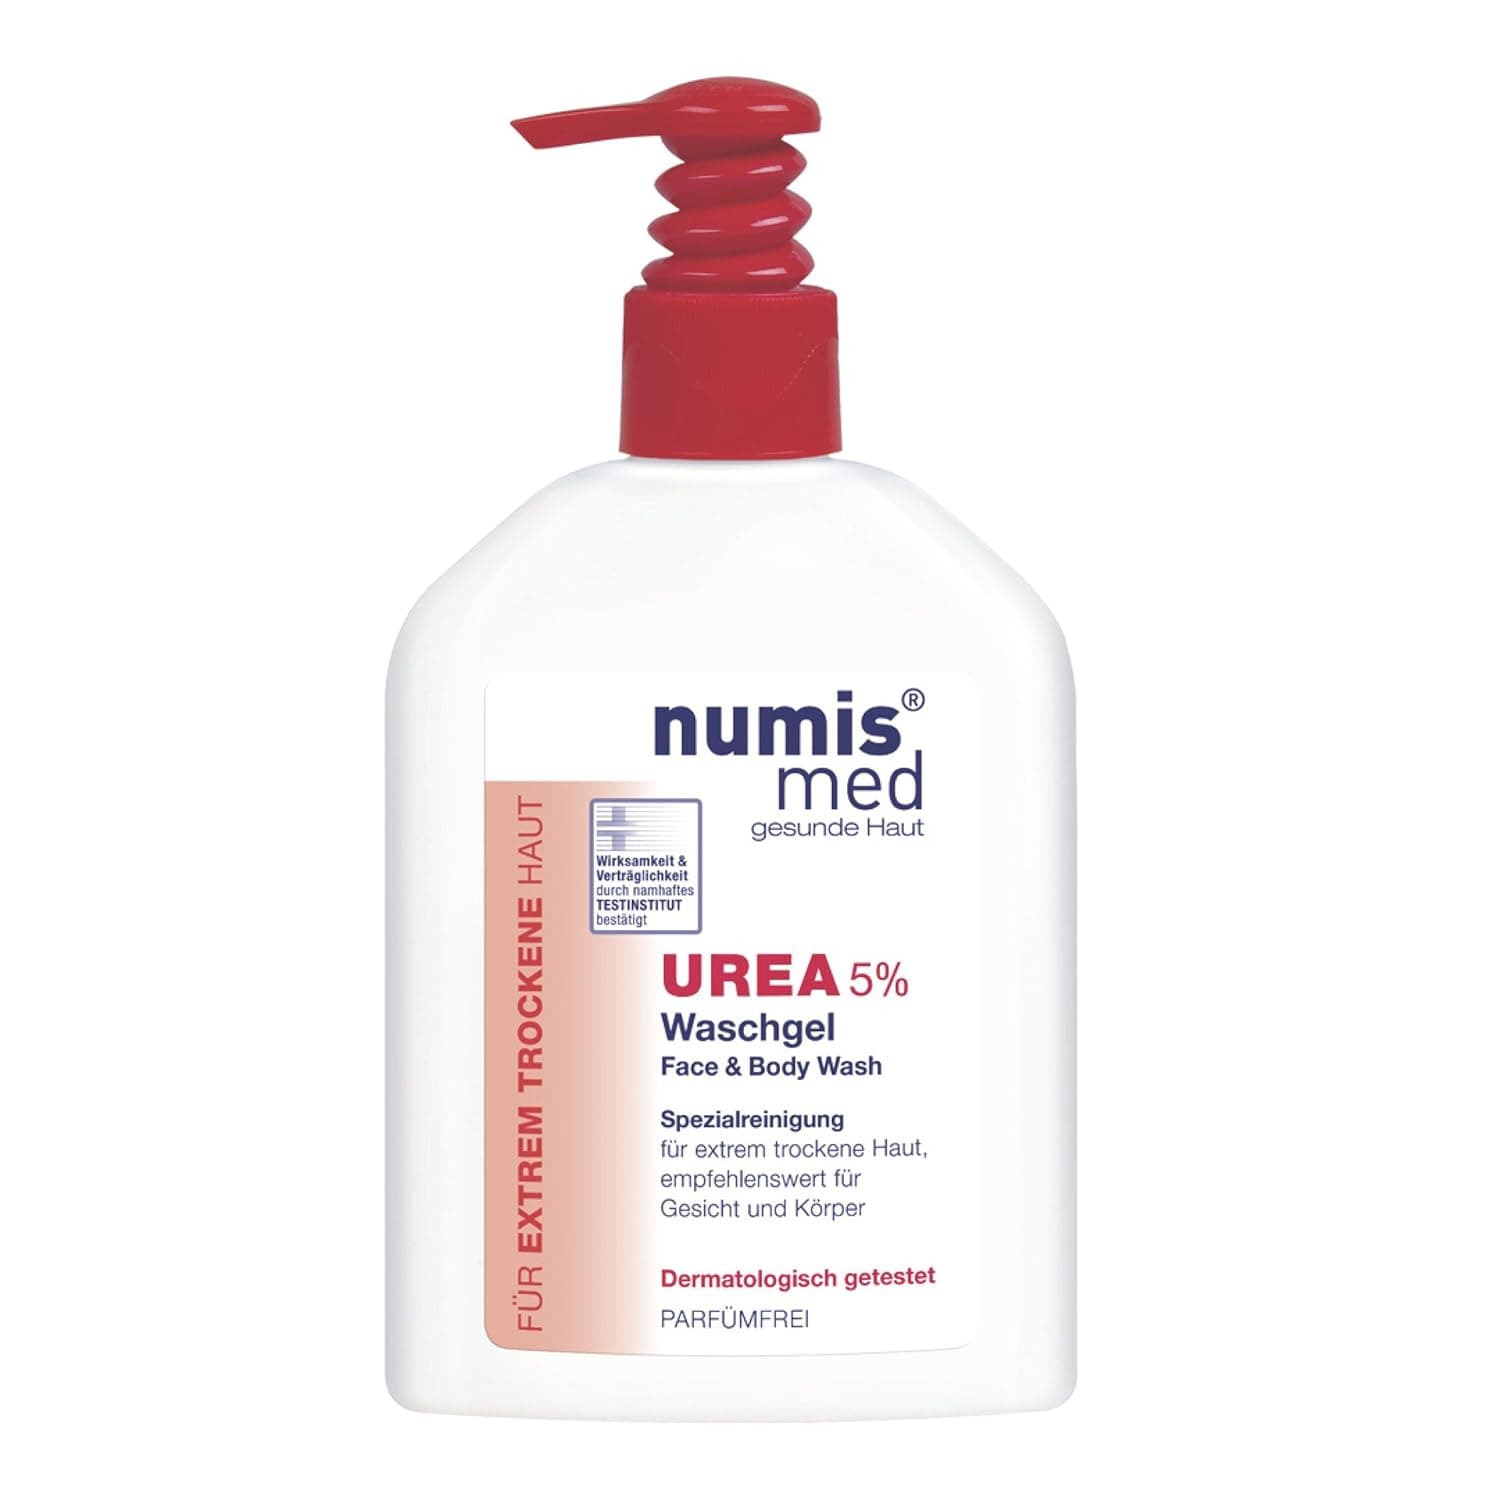 numis®
med
gesunde Haut
FÜR EXTREM TROCKENE HAUT
Wirksamkeit &
Verträglichkeit
durch namhaftes
TESTINSTITUT
bestätigt
UREA 5%
Waschgel
Face & Body Wash
Spezialreinigung
für extrem trockene Haut,
empfehlenswert für
Gesicht und Körper
Dermatologisch getestet
PARFÜMFREI